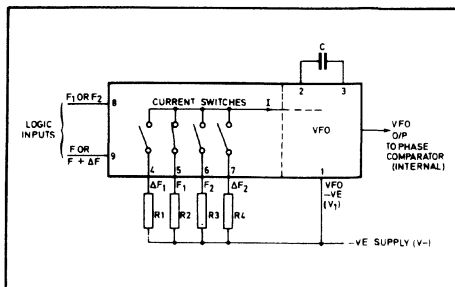 C
2 3
F₁ OR F₂ 8
CURRENT SWITCHES I
LOGIC
INPUTS
VFO
VFO
O/P
TO PHASE
COMPARATOR
(INTERNAL)
F OR
F + ΔF 9
4 5 6 7 1
ΔF₁ F₁ F₂ ΔF₂
VFO
-VE
(V₁)
R1 R2 R3 R4
-VE SUPPLY (V-)